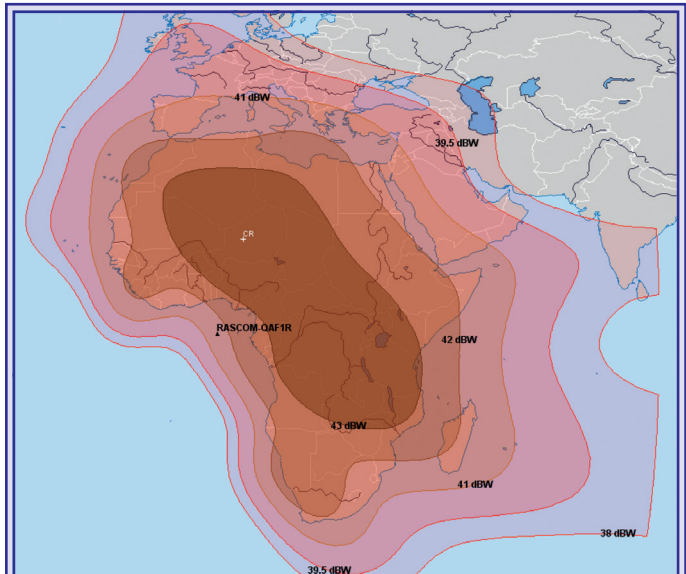 41 dBW
39.5 dBW
CR
RASCOM-QAF1R
42 dBW
43 dBW
41 dBW
38 dBW
39.5 dBW